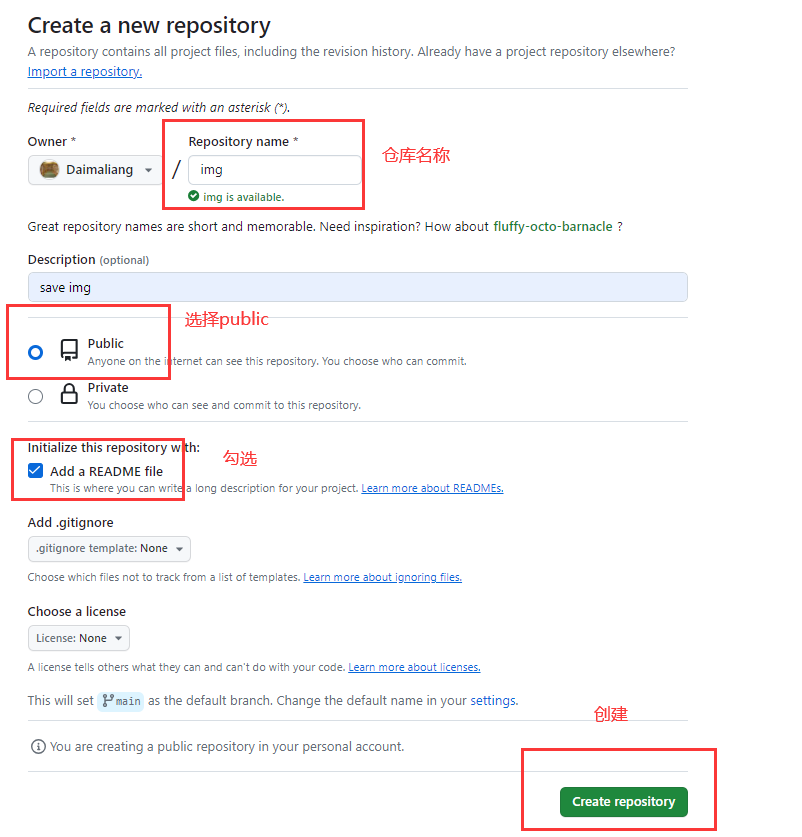 Create a new repository
A repository contains all project files, including the revision history. Already have a project repository elsewhere?
Import a repository.
Required fields are marked with an asterisk (*).
Owner *
Repository name *
仓库名称
Daimaliang
/
img
img is available.
Great repository names are short and memorable. Need inspiration? How about fluffy-octo-barnacle ?
Description (optional)
save img
选择public
Public
Anyone on the internet can see this repository. You choose who can commit.
Private
You choose who can see and commit to this repository.
Initialize this repository with:
勾选
Add a README file
This is where you can write a long description for your project. Learn more about READMEs.
Add .gitignore
.gitignore template: None
Choose which files not to track from a list of templates. Learn more about ignoring files.
Choose a license
License: None
A license tells others what they can and can't do with your code. Learn more about licenses.
This will set main as the default branch. Change the default name in your settings.
创建
You are creating a public repository in your personal account.
Create repository